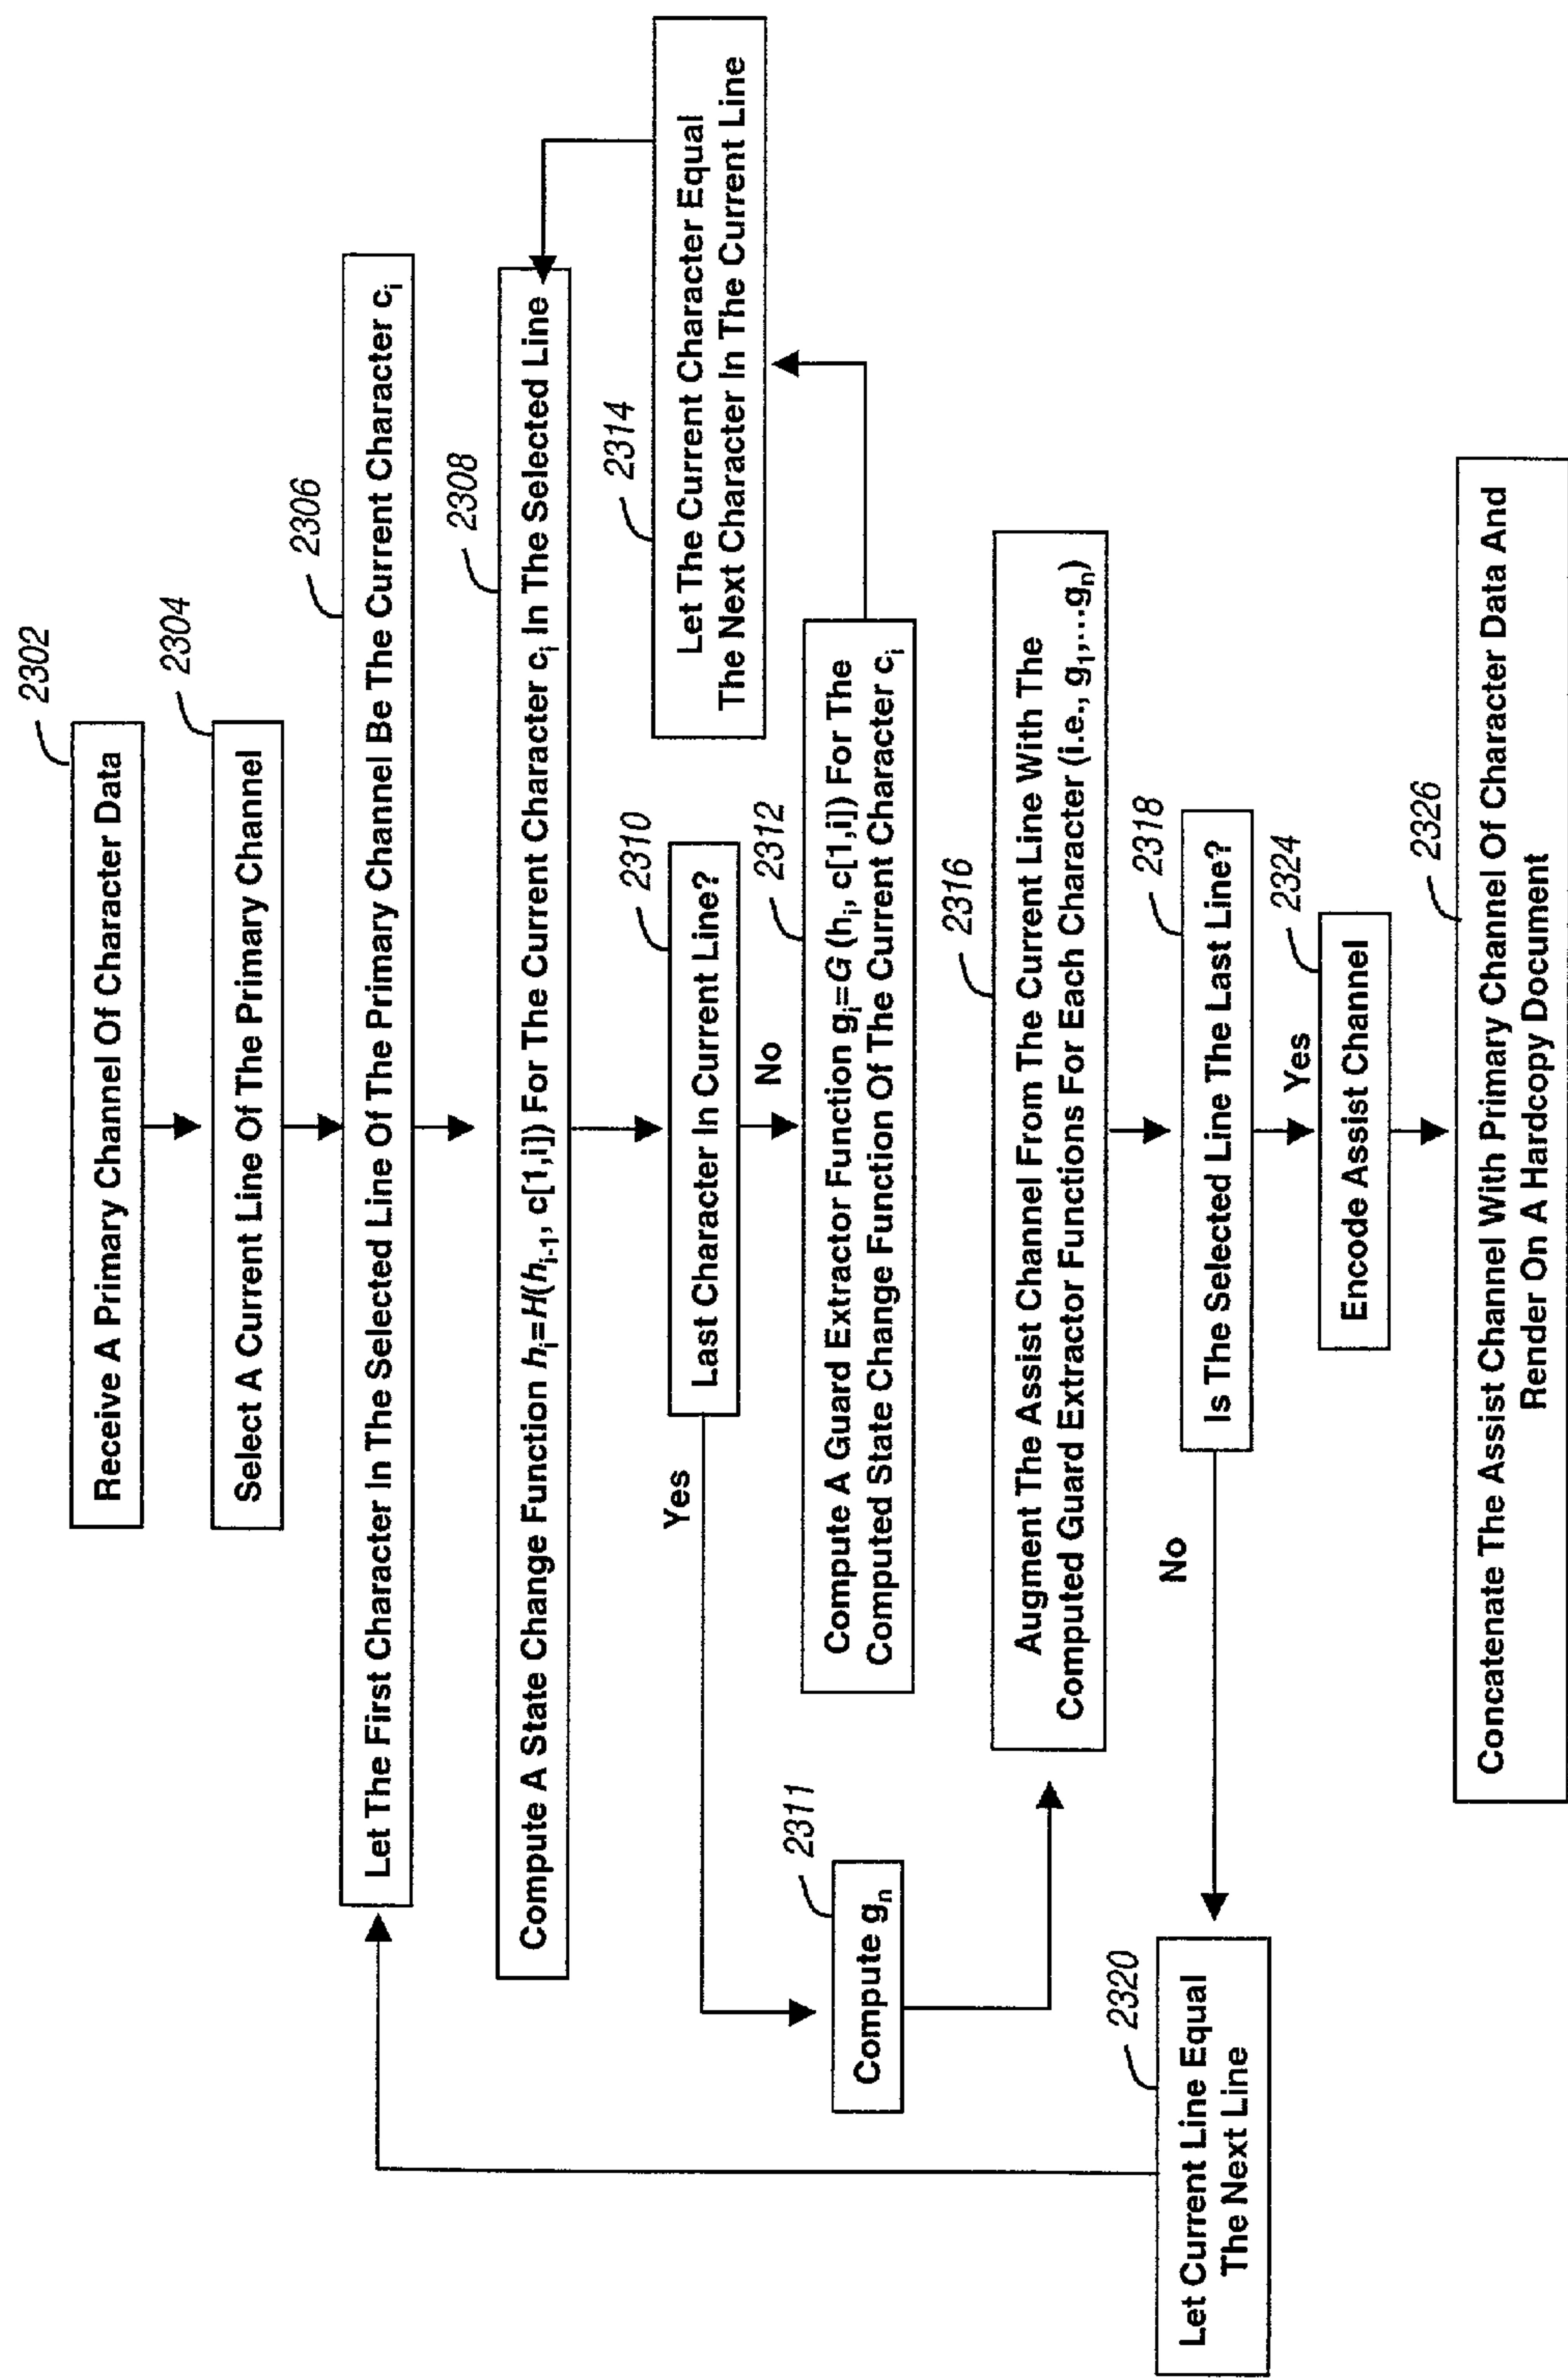 2302
Receive A Primary Channel Of Character Data
2304
Select A Current Line Of The Primary Channel
2306
Let The First Character In The Selected Line Of The Primary Channel Be The Current Character ci
2308
Compute A State Change Function hi=H(hi-1, c[1,i]) For The Current Character ci In The Selected Line
2310
Last Character In Current Line?
Yes
No
2311
Compute gn
2312
Compute A Guard Extractor Function gi=G (hi, c[1,i]) For The
Computed State Change Function Of The Current Character ci
2314
Let The Current Character Equal
The Next Character In The Current Line
2316
Augment The Assist Channel From The Current Line With The
Computed Guard Extractor Functions For Each Character (i.e., g1,...gn)
2318
Is The Selected Line The Last Line?
No
Yes
2320
Let Current Line Equal
The Next Line
2324
Encode Assist Channel
2326
Concatenate The Assist Channel With Primary Channel Of Character Data And
Render On A Hardcopy Document